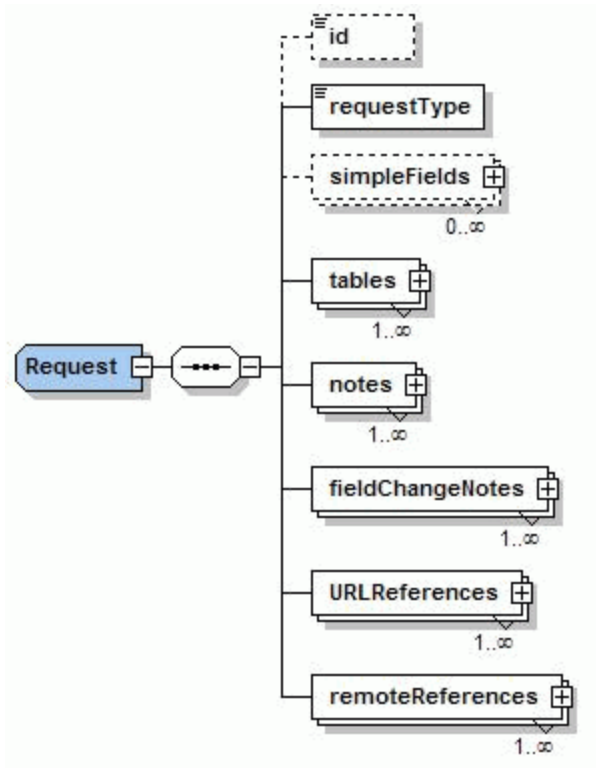 id
requestType
simpleFields
0..∞
tables
1..∞
Request
notes
1..∞
fieldChangeNotes
1..∞
URLReferences
1..∞
remoteReferences
1..∞